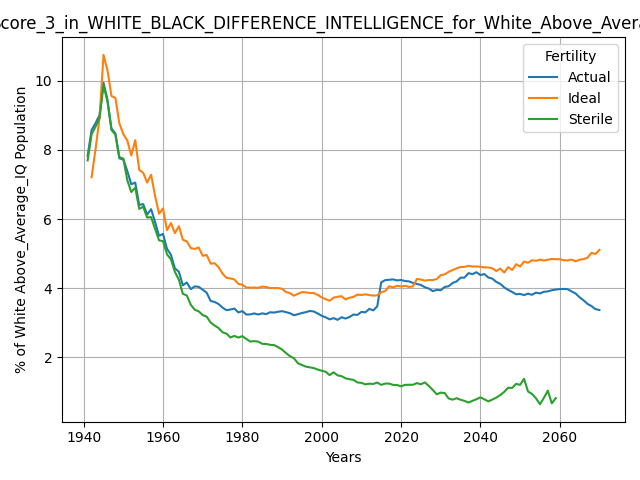 core_3_in_WHITE_BLACK_DIFFERENCE_INTELLIGENCE_for_White_Above_Avera
Fertility
Actual
Ideal
Sterile
% of White Above_Average_IQ Population
10
8
6
4
2
1940
1960
1980
2000
2020
2040
2060
Years